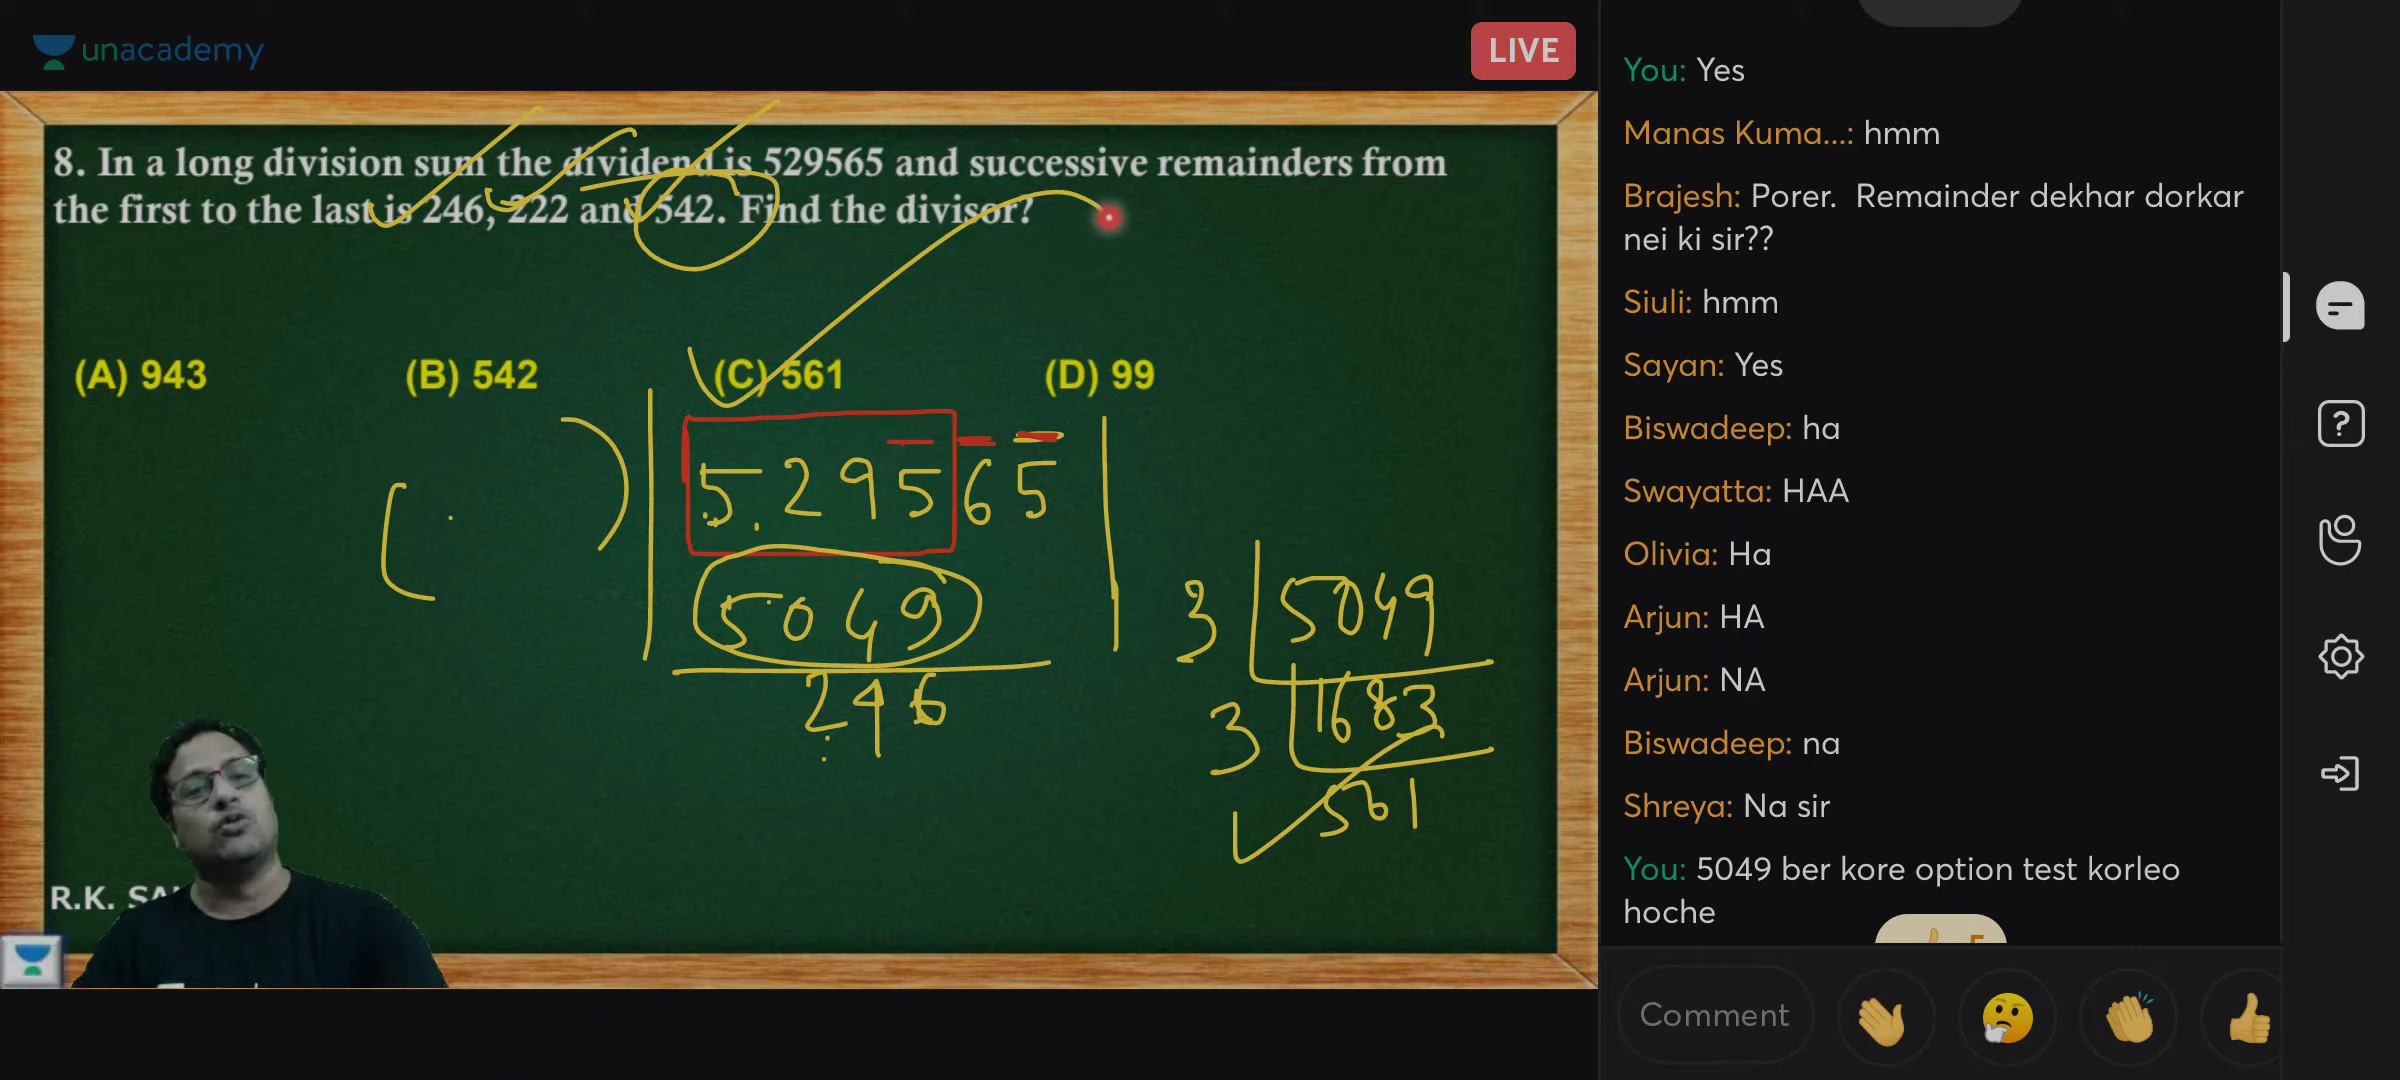 unacademy
LIVE
8. In a long division sum the dividend is 529565 and successive remainders from
the first to the last is 246, 222 and 542. Find the divisor?
(A) 943 (B) 542 (C) 561 (D) 99
529565
5049
246
3 5049
3 1683
561
R.K. SA
You: Yes
Manas Kuma...: hmm
Brajesh: Porer. Remainder dekhar dorkar
nei ki sir??
Siuli: hmm
Sayan: Yes
Biswadeep: ha
Swayatta: HAA
Olivia: Ha
Arjun: HA
Arjun: NA
Biswadeep: na
Shreya: Na sir
You: 5049 ber kore option test korleo
hoche
Comment